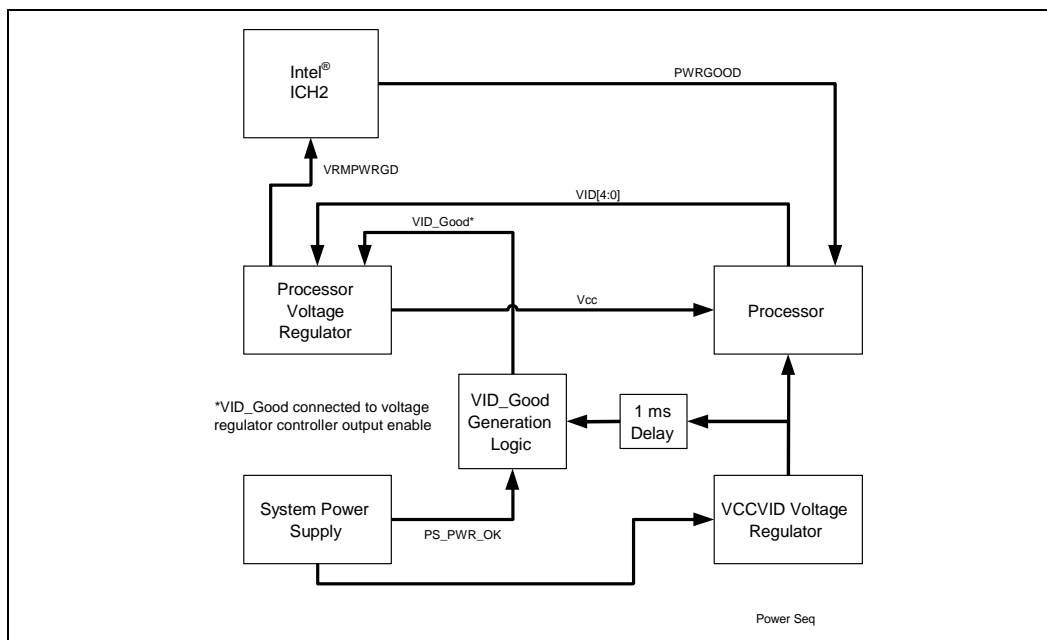 Intel®
ICH2
PWRGOOD
VRMPWRGD
VID[4:0]
VID_Good*
Processor
Voltage
Regulator
Vcc
Processor
*VID_Good connected to voltage
regulator controller output enable
VID_Good
Generation
Logic
1 ms
Delay
System Power
Supply
PS_PWR_OK
VCCVID Voltage
Regulator
Power Seq